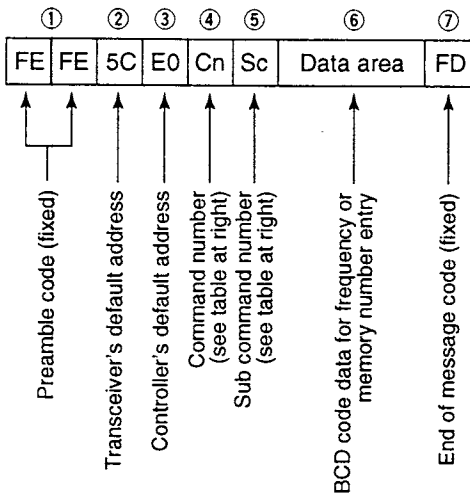 ① ② ③ ④ ⑤ ⑥ ⑦
FE FE 5C E0 Cn Sc Data area FD
Preamble code (fixed)
Transceiver's default address
Controller's default address
Command number
(see table at right)
Sub command number
(see table at right)
BCD code data for frequency or
memory number entry
End of message code (fixed)